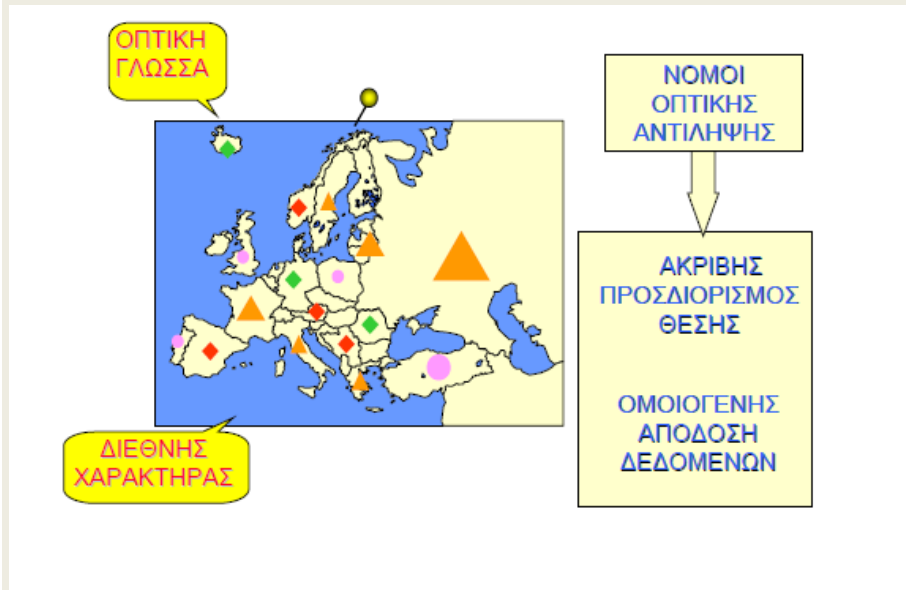 ΟΠΤΙΚΗ
ΓΛΩΣΣΑ
ΝΟΜΟΙ
ΟΠΤΙΚΗΣ
ΑΝΤΙΛΗΨΗΣ
ΑΚΡΙΒΗΣ
ΠΡΟΣΔΙΟΡΙΣΜΟΣ
ΘΕΣΗΣ
ΟΜΟΙΟΓΕΝΗΣ
ΑΠΟΔΟΣΗ
ΔΕΔΟΜΕΝΩΝ
ΔΙΕΘΝΗΣ
ΧΑΡΑΚΤΗΡΑΣ